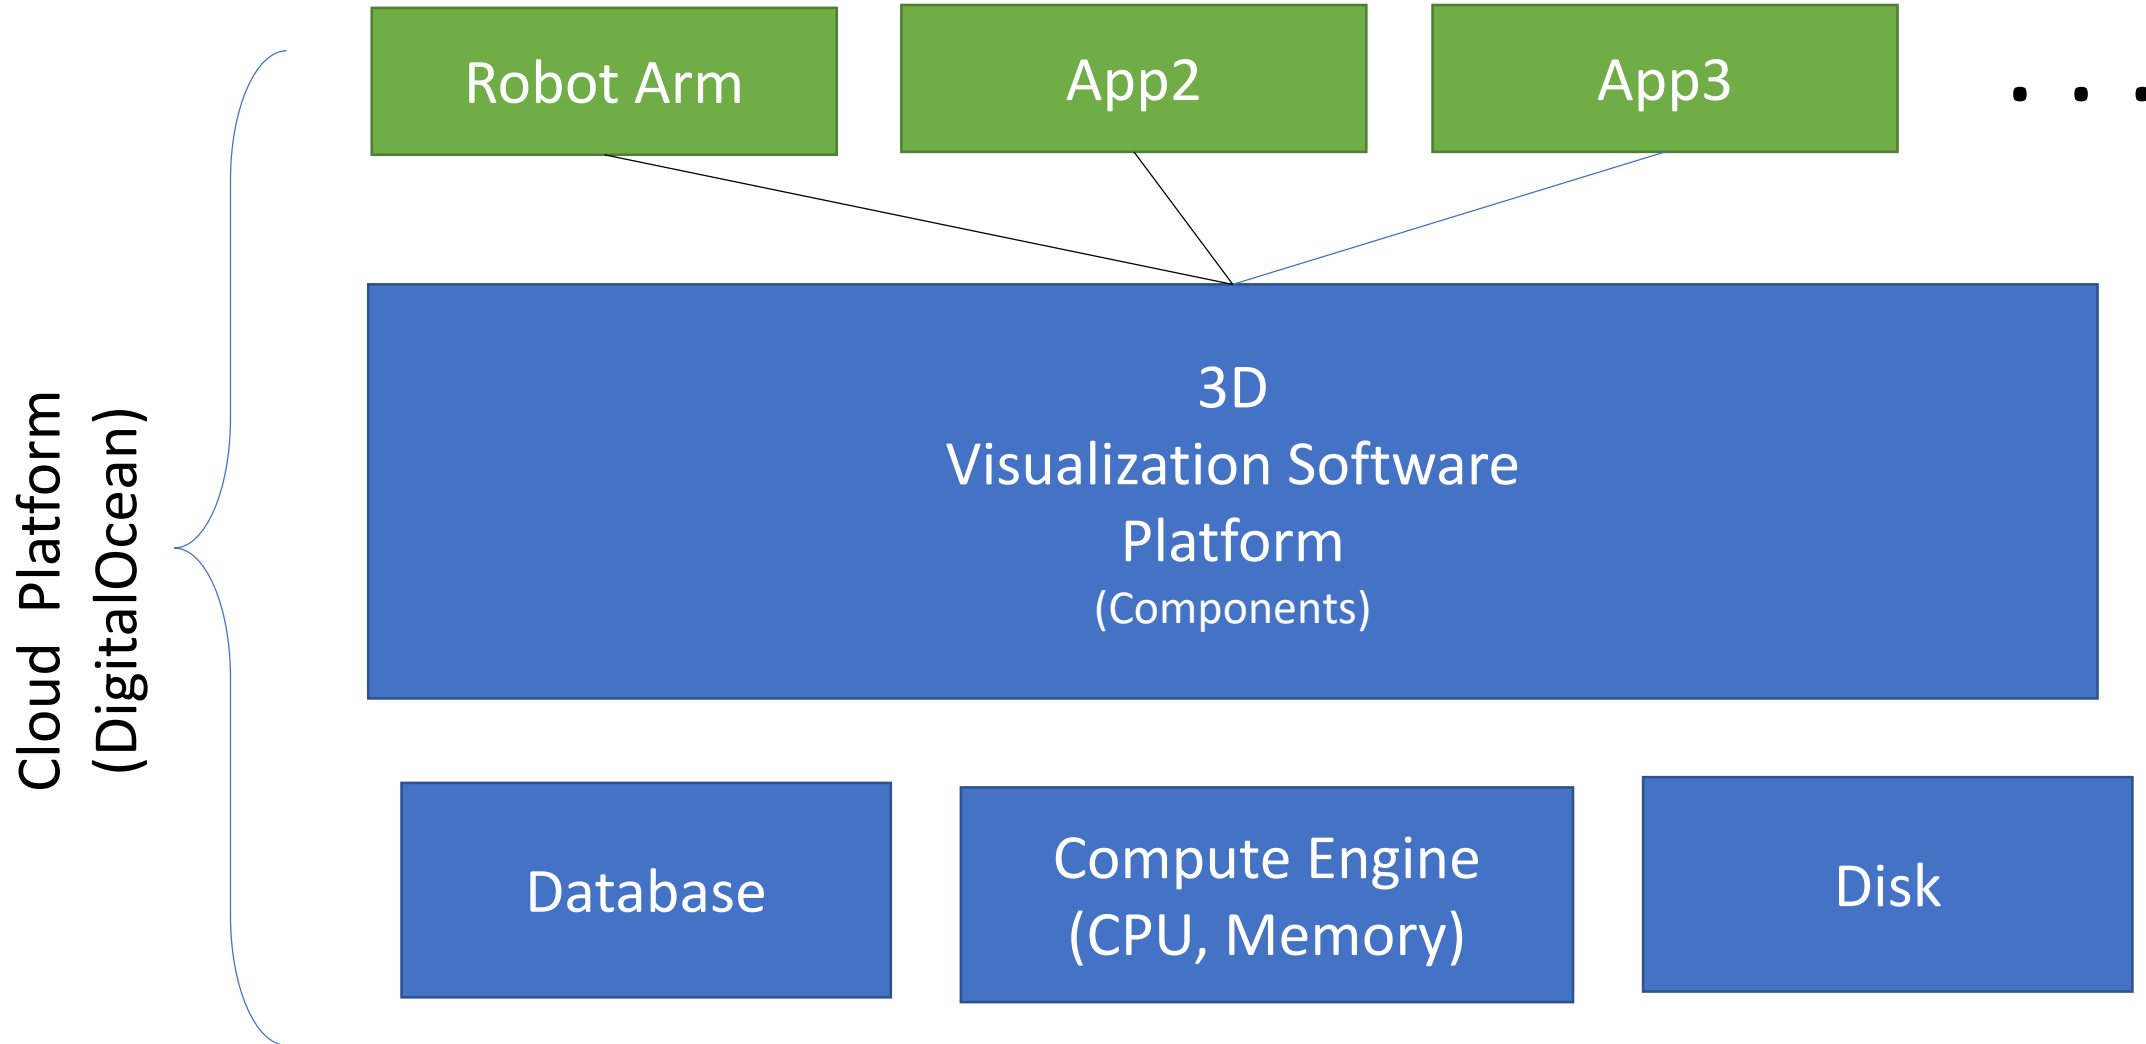 Robot Arm
App2
App3
. . .
Cloud Platform
(DigitalOcean)
3D
Visualization Software
Platform
(Components)
Database
Compute Engine
(CPU, Memory)
Disk